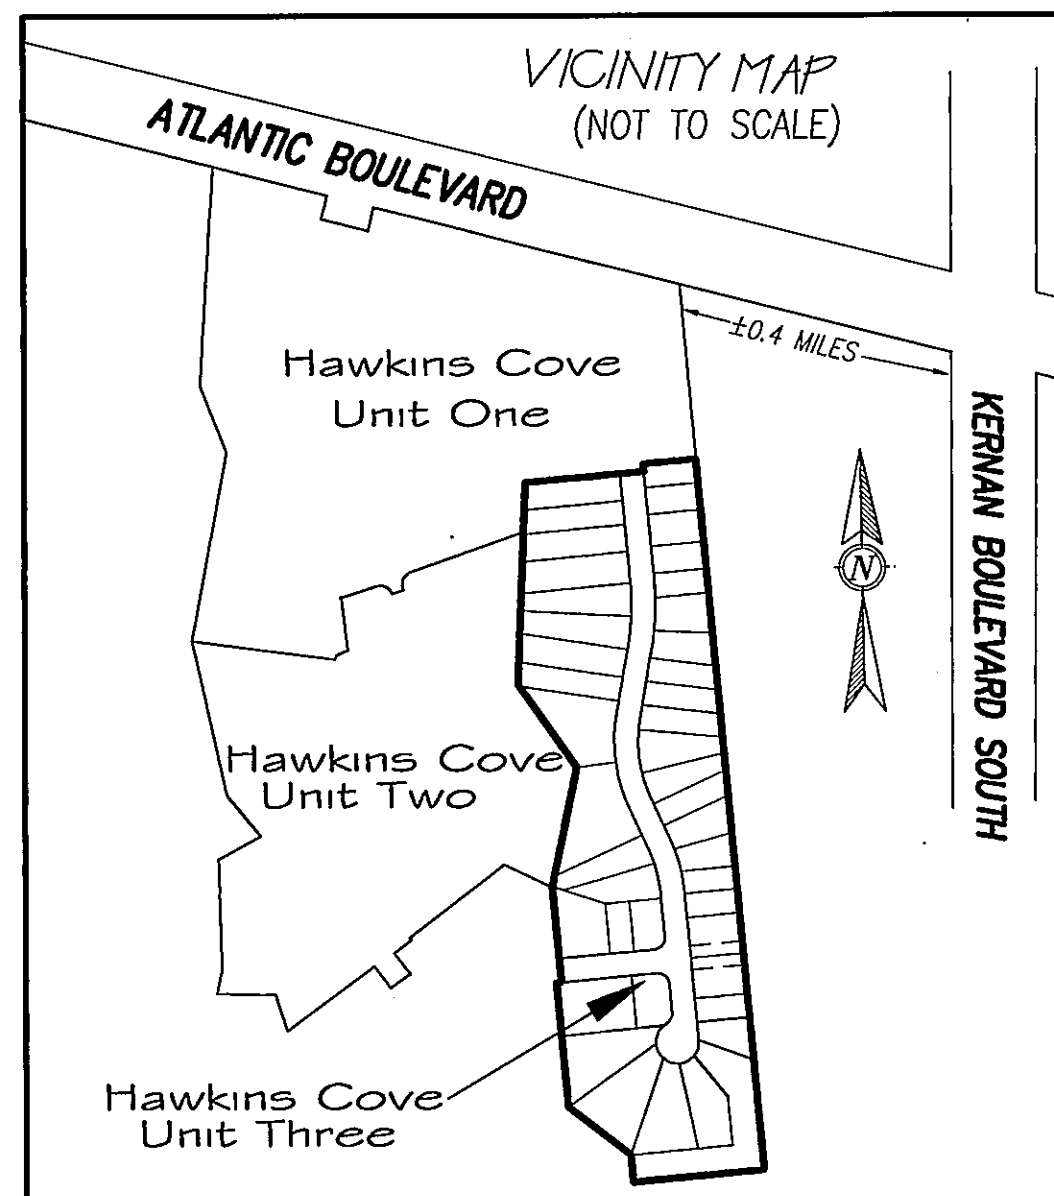 VICINITY MAP
(NOT TO SCALE)
ATLANTIC BOULEVARD
±0.4 MILES
Hawkins Cove
Unit One
KERNAN BOULEVARD SOUTH
N
Hawkins Cove
Unit Two
Hawkins Cove
Unit Three